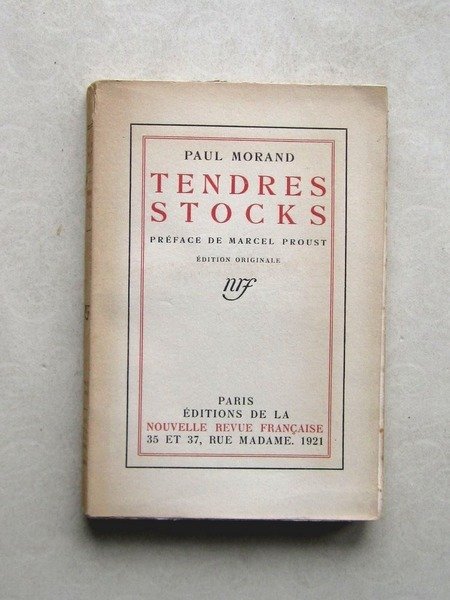 PAUL MORAND
TENDRES
STOCKS
PRÉFACE DE MARCEL PROUST
ÉDITION ORIGINALE
nrf
PARIS
ÉDITIONS DE LA
NOUVELLE REVUE FRANÇAISE
35 ET 37, RUE MADAME. 1921